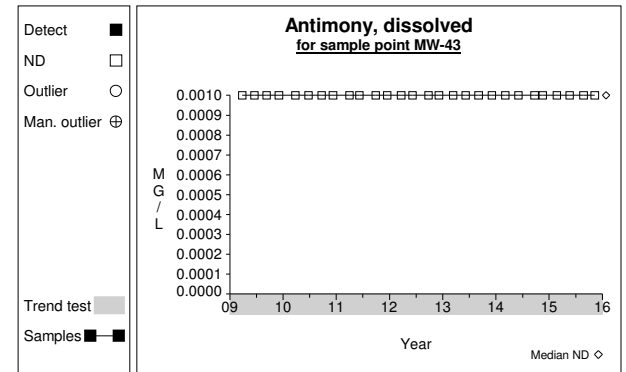 Detect
ND
Outlier
Man. outlier
Trend test
Samples
Antimony, dissolved
for sample point MW-43
M
G
/
L
0.0010
0.0009
0.0008
0.0007
0.0006
0.0005
0.0004
0.0003
0.0002
0.0001
0.0000
09 10 11 12 13 14 15 16
Year
Median ND